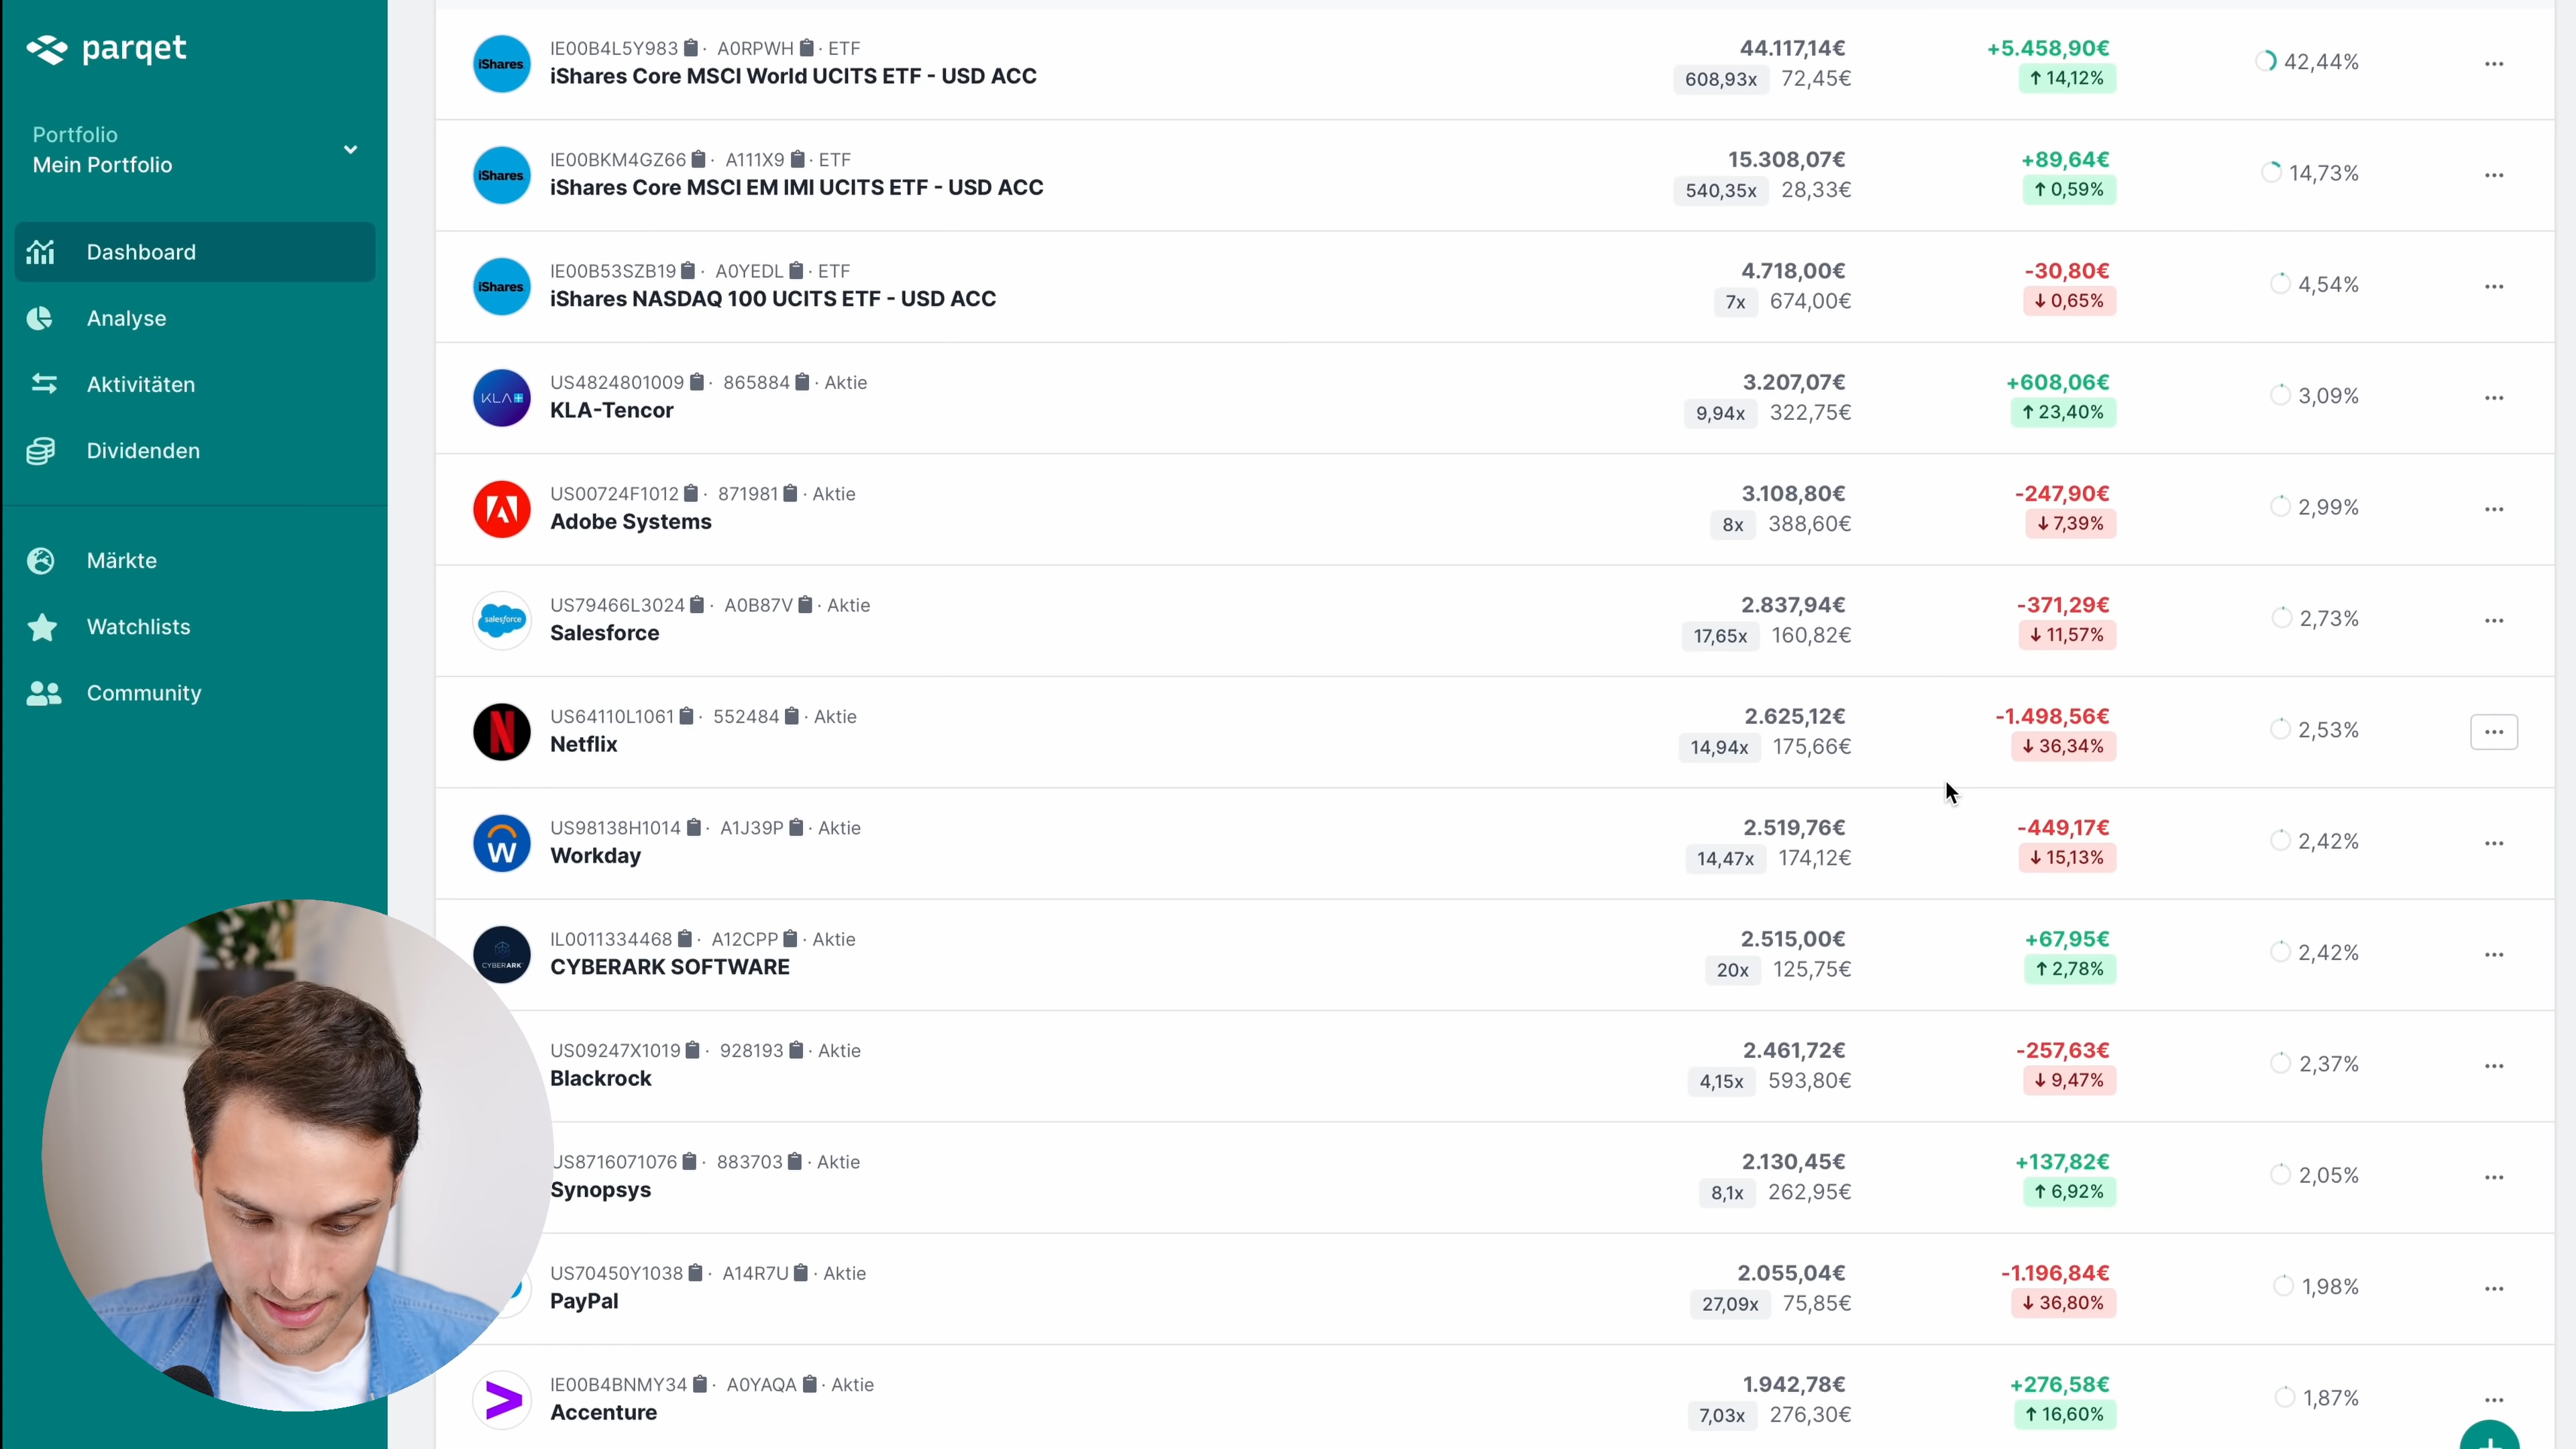 parqet
Portfolio
Mein Portfolio
Dashboard
Analyse
Aktivitäten
Dividenden
Märkte
Watchlists
Community
iShares.
IE00B4L5Y983 · A0RPWH · ETF
iShares Core MSCI World UCITS ETF - USD ACC
44.117,14€
608,93x 72,45€
+5.458,90€
↑ 14,12%
42,44%
...
iShares.
IE00BKM4GZ66 · A111X9 · ETF
iShares Core MSCI EM IMI UCITS ETF - USD ACC
15.308,07€
540,35x 28,33€
+89,64€
↑ 0,59%
14,73%
...
iShares.
IE00B53SZB19 · A0YEDL · ETF
iShares NASDAQ 100 UCITS ETF - USD ACC
4.718,00€
7x 674,00€
-30,80€
↓ 0,65%
4,54%
...
KLA
US4824801009 · 865884 · Aktie
KLA-Tencor
3.207,07€
9,94x 322,75€
+608,06€
↑ 23,40%
3,09%
...
US00724F1012 · 871981 · Aktie
Adobe Systems
3.108,80€
8x 388,60€
-247,90€
↓ 7,39%
2,99%
...
salesforce
US79466L3024 · A0B87V · Aktie
Salesforce
2.837,94€
17,65x 160,82€
-371,29€
↓ 11,57%
2,73%
...
N
US64110L1061 · 552484 · Aktie
Netflix
2.625,12€
14,94x 175,66€
-1.498,56€
↓ 36,34%
2,53%
...
W
US98138H1014 · A1J39P · Aktie
Workday
2.519,76€
14,47x 174,12€
-449,17€
↓ 15,13%
2,42%
...
CYBERARK
IL0011334468 · A12CPP · Aktie
CYBERARK SOFTWARE
2.515,00€
20x 125,75€
+67,95€
↑ 2,78%
2,42%
...
US09247X1019 · 928193 · Aktie
Blackrock
2.461,72€
4,15x 593,80€
-257,63€
↓ 9,47%
2,37%
...
US8716071076 · 883703 · Aktie
Synopsys
2.130,45€
8,1x 262,95€
+137,82€
↑ 6,92%
2,05%
...
US70450Y1038 · A14R7U · Aktie
PayPal
2.055,04€
27,09x 75,85€
-1.196,84€
↓ 36,80%
1,98%
...
IE00B4BNMY34 · A0YAQA · Aktie
Accenture
1.942,78€
7,03x 276,30€
+276,58€
↑ 16,60%
1,87%
...